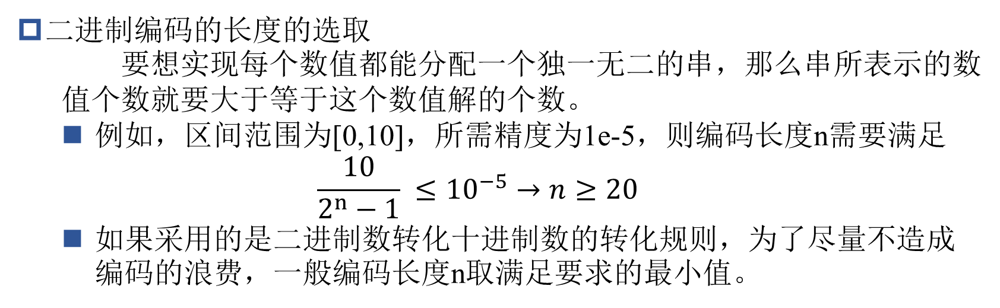 二进制编码的长度的选取
要想实现每个数值都能分配一个独一无二的串，那么串所表示的数
值个数就要大于等于这个数值解的个数。
例如，区间范围为[0,10]，所需精度为1e-5，则编码长度n需要满足
10
─────── ≤ 10⁻⁵ → n ≥ 20
2ⁿ − 1
如果采用的是二进制数转化十进制数的转化规则，为了尽量不造成
编码的浪费，一般编码长度n取满足要求的最小值。